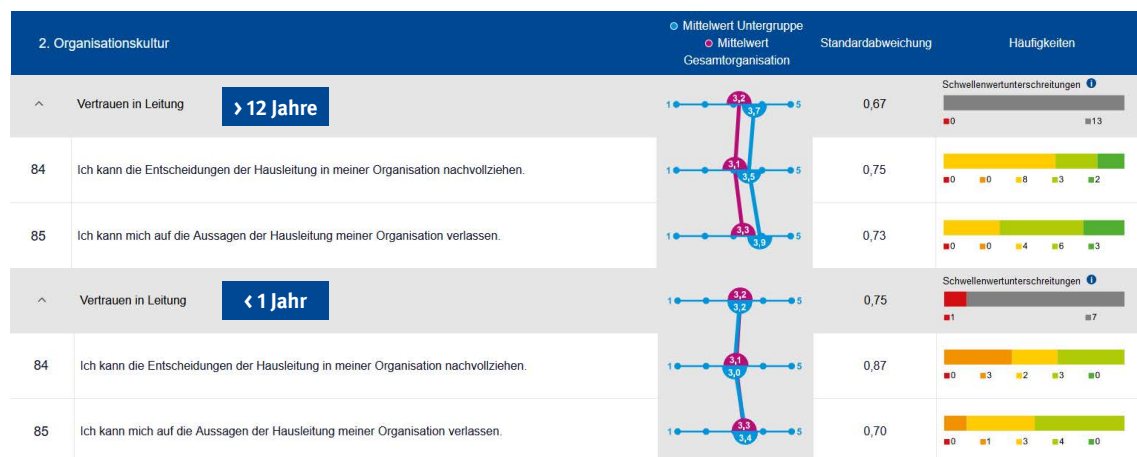 2. Organisationskultur
Mittelwert Untergruppe
Mittelwert
Gesamtorganisation
Standardabweichung
Häufigkeiten
Vertrauen in Leitung
> 12 Jahre
1
3,2
3,7
5
0,67
Schwellenwertunterschreitungen i
0
13
84
Ich kann die Entscheidungen der Hausleitung in meiner Organisation nachvollziehen.
1
3,1
3,5
5
0,75
0 0 8 3 2
85
Ich kann mich auf die Aussagen der Hausleitung meiner Organisation verlassen.
1
3,3
3,9
5
0,73
0 0 4 6 3
Vertrauen in Leitung
< 1 Jahr
1
3,2
3,2
5
0,75
Schwellenwertunterschreitungen i
1
7
84
Ich kann die Entscheidungen der Hausleitung in meiner Organisation nachvollziehen.
1
3,1
3,0
5
0,87
0 3 2 3 0
85
Ich kann mich auf die Aussagen der Hausleitung meiner Organisation verlassen.
1
3,3
3,4
5
0,70
0 1 3 4 0